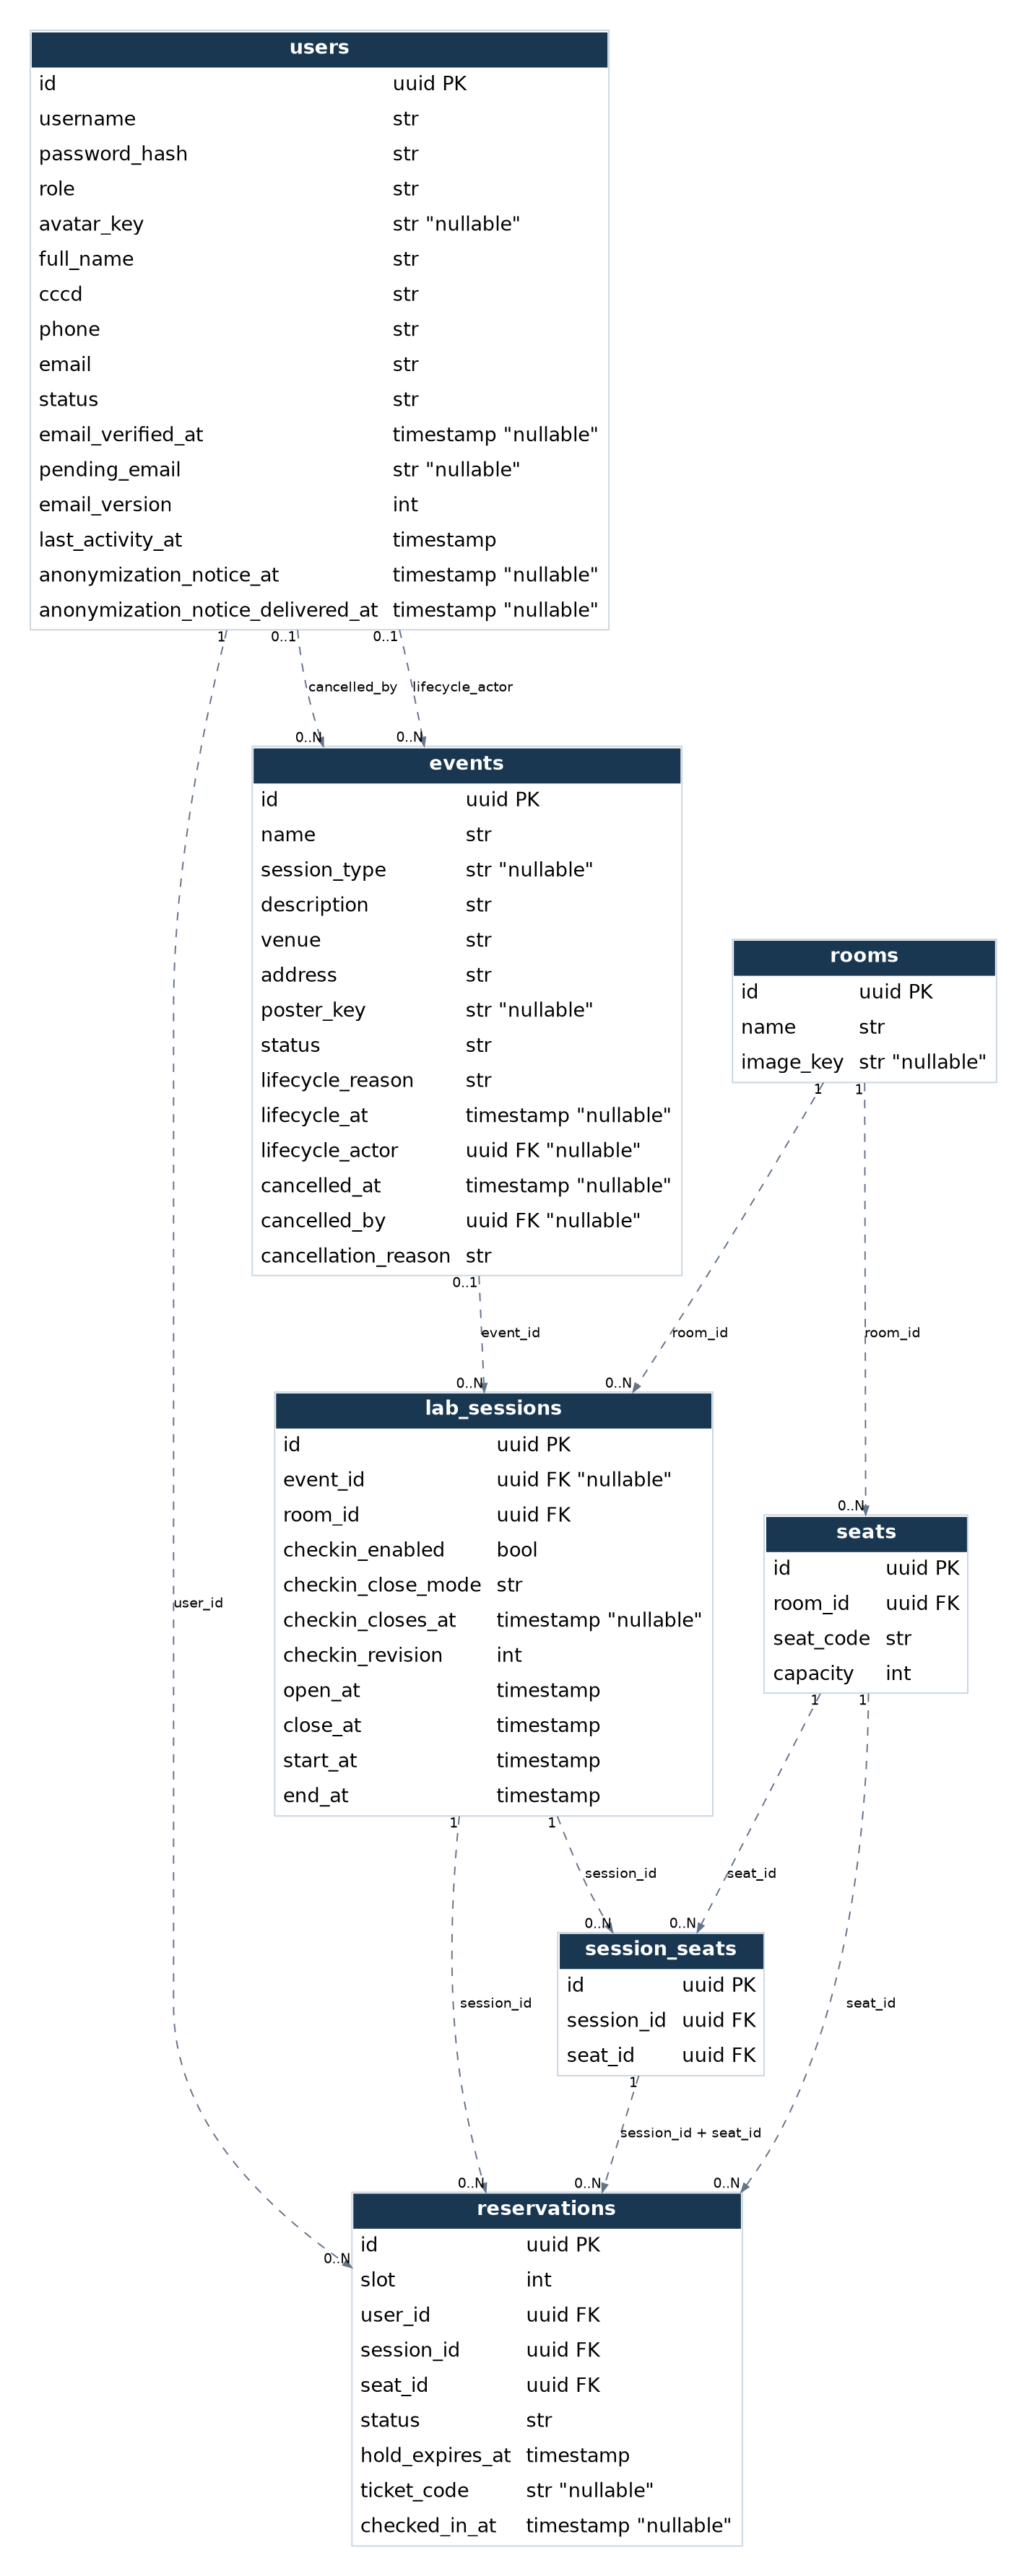 users
id uuid PK
username str
password_hash str
role str
avatar_key str "nullable"
full_name str
cccd str
phone str
email str
status str
email_verified_at timestamp "nullable"
pending_email str "nullable"
email_version int
last_activity_at timestamp
anonymization_notice_at timestamp "nullable"
anonymization_notice_delivered_at timestamp "nullable"
1 0..1 0..1
cancelled_by lifecycle_actor
0..N 0..N
events
id uuid PK
name str
session_type str "nullable"
description str
venue str
address str
poster_key str "nullable"
status str
lifecycle_reason str
lifecycle_at timestamp "nullable"
lifecycle_actor uuid FK "nullable"
cancelled_at timestamp "nullable"
cancelled_by uuid FK "nullable"
cancellation_reason str
0..1
rooms
id uuid PK
name str
image_key str "nullable"
1 1
event_id room_id room_id
0..N 0..N
lab_sessions
id uuid PK
event_id uuid FK "nullable"
room_id uuid FK
checkin_enabled bool
checkin_close_mode str
checkin_closes_at timestamp "nullable"
checkin_revision int
open_at timestamp
close_at timestamp
start_at timestamp
end_at timestamp
1 1
0..N
seats
id uuid PK
room_id uuid FK
seat_code str
capacity int
1 1
user_id
session_id seat_id
0..N 0..N
session_seats
id uuid PK
session_id uuid FK
seat_id uuid FK
1
session_id seat_id
session_id + seat_id
0..N 0..N 0..N
0..N
reservations
id uuid PK
slot int
user_id uuid FK
session_id uuid FK
seat_id uuid FK
status str
hold_expires_at timestamp
ticket_code str "nullable"
checked_in_at timestamp "nullable"